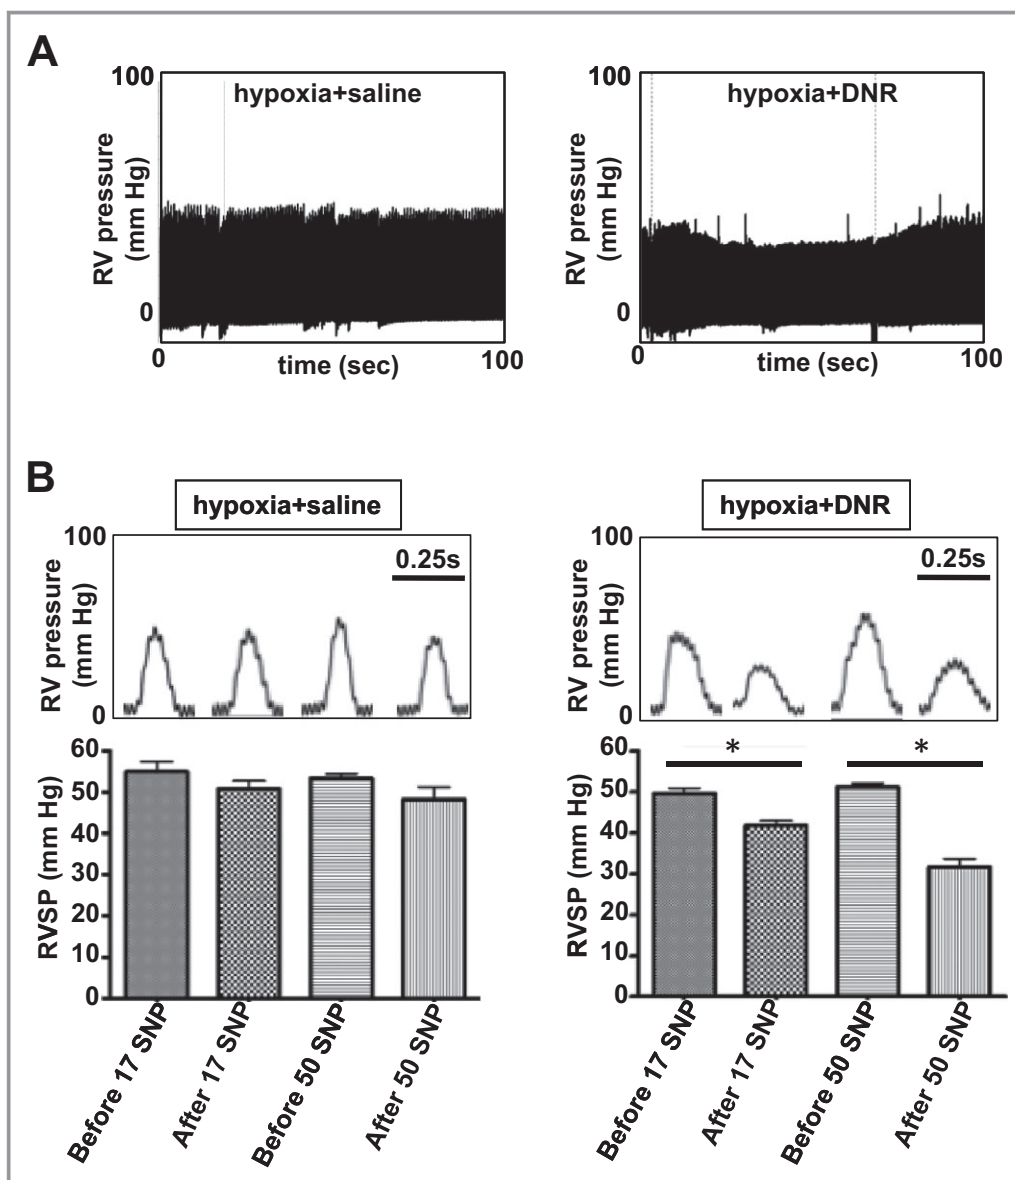 A
100
hypoxia+saline
RV pressure
(mm Hg)
0
0
time (sec)
100
100
hypoxia+DNR
RV pressure
(mm Hg)
0
0
time (sec)
100
B
hypoxia+saline
100
0.25s
RV pressure
(mm Hg)
0
60
50
40
30
20
10
0
RVSP (mm Hg)
Before 17 SNP
After 17 SNP
Before 50 SNP
After 50 SNP
hypoxia+DNR
100
0.25s
RV pressure
(mm Hg)
0
60
50
40
30
20
10
0
RVSP (mm Hg)
*
*
Before 17 SNP
After 17 SNP
Before 50 SNP
After 50 SNP